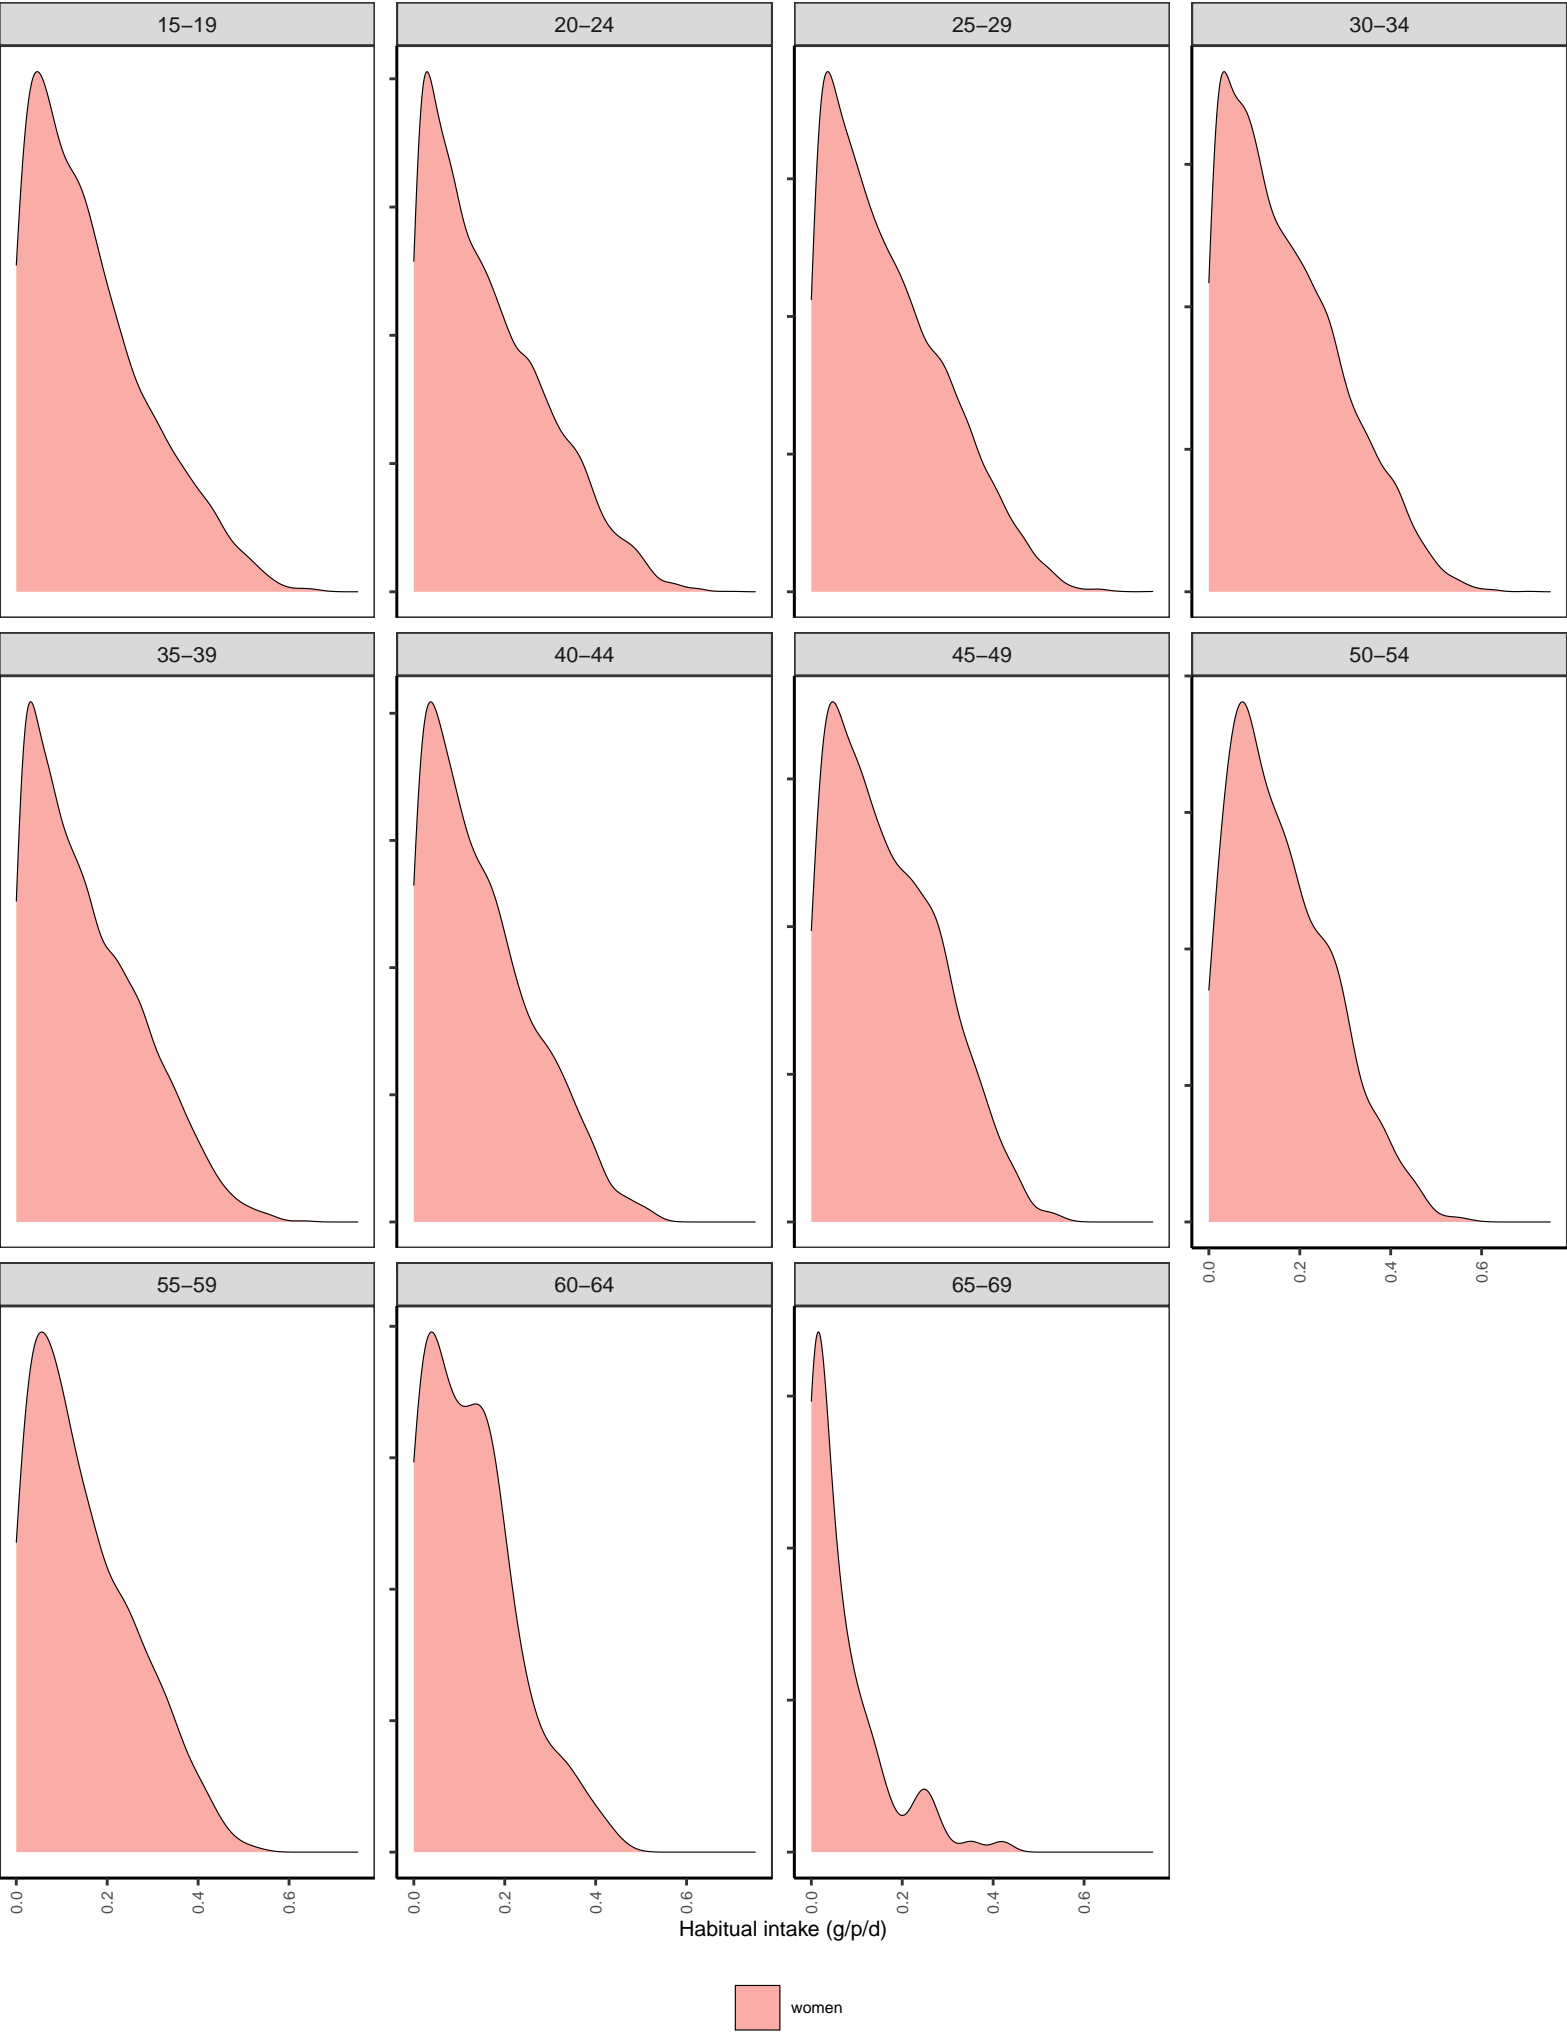 15–19 20–24 25–29 30–34
35–39 40–44 45–49 50–54
0.0 0.2 0.4 0.6
55–59 60–64 65–69
0.0 0.2 0.4 0.6 0.0 0.2 0.4 0.6 0.0 0.2 0.4 0.6
Habitual intake (g/p/d)
women